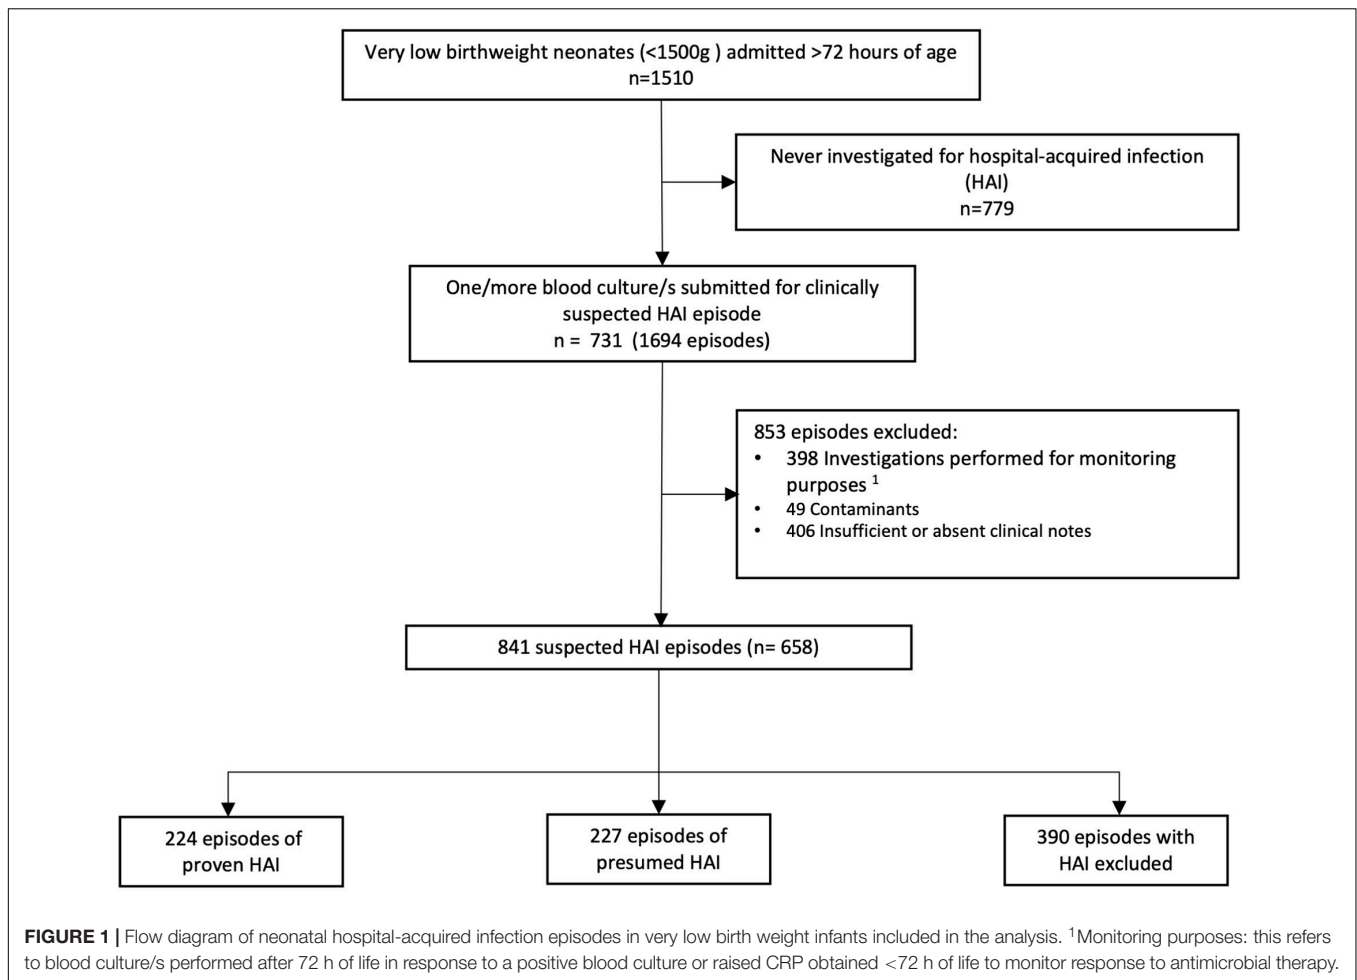 Very low birthweight neonates (<1500g ) admitted >72 hours of age
n=1510
Never investigated for hospital-acquired infection
(HAI)
n=779
One/more blood culture/s submitted for clinically
suspected HAI episode
n = 731 (1694 episodes)
853 episodes excluded:
• 398 Investigations performed for monitoring
purposes ¹
• 49 Contaminants
• 406 Insufficient or absent clinical notes
841 suspected HAI episodes (n= 658)
224 episodes of
proven HAI
227 episodes of
presumed HAI
390 episodes with
HAI excluded
FIGURE 1 | Flow diagram of neonatal hospital-acquired infection episodes in very low birth weight infants included in the analysis. ¹Monitoring purposes: this refers
to blood culture/s performed after 72 h of life in response to a positive blood culture or raised CRP obtained <72 h of life to monitor response to antimicrobial therapy.